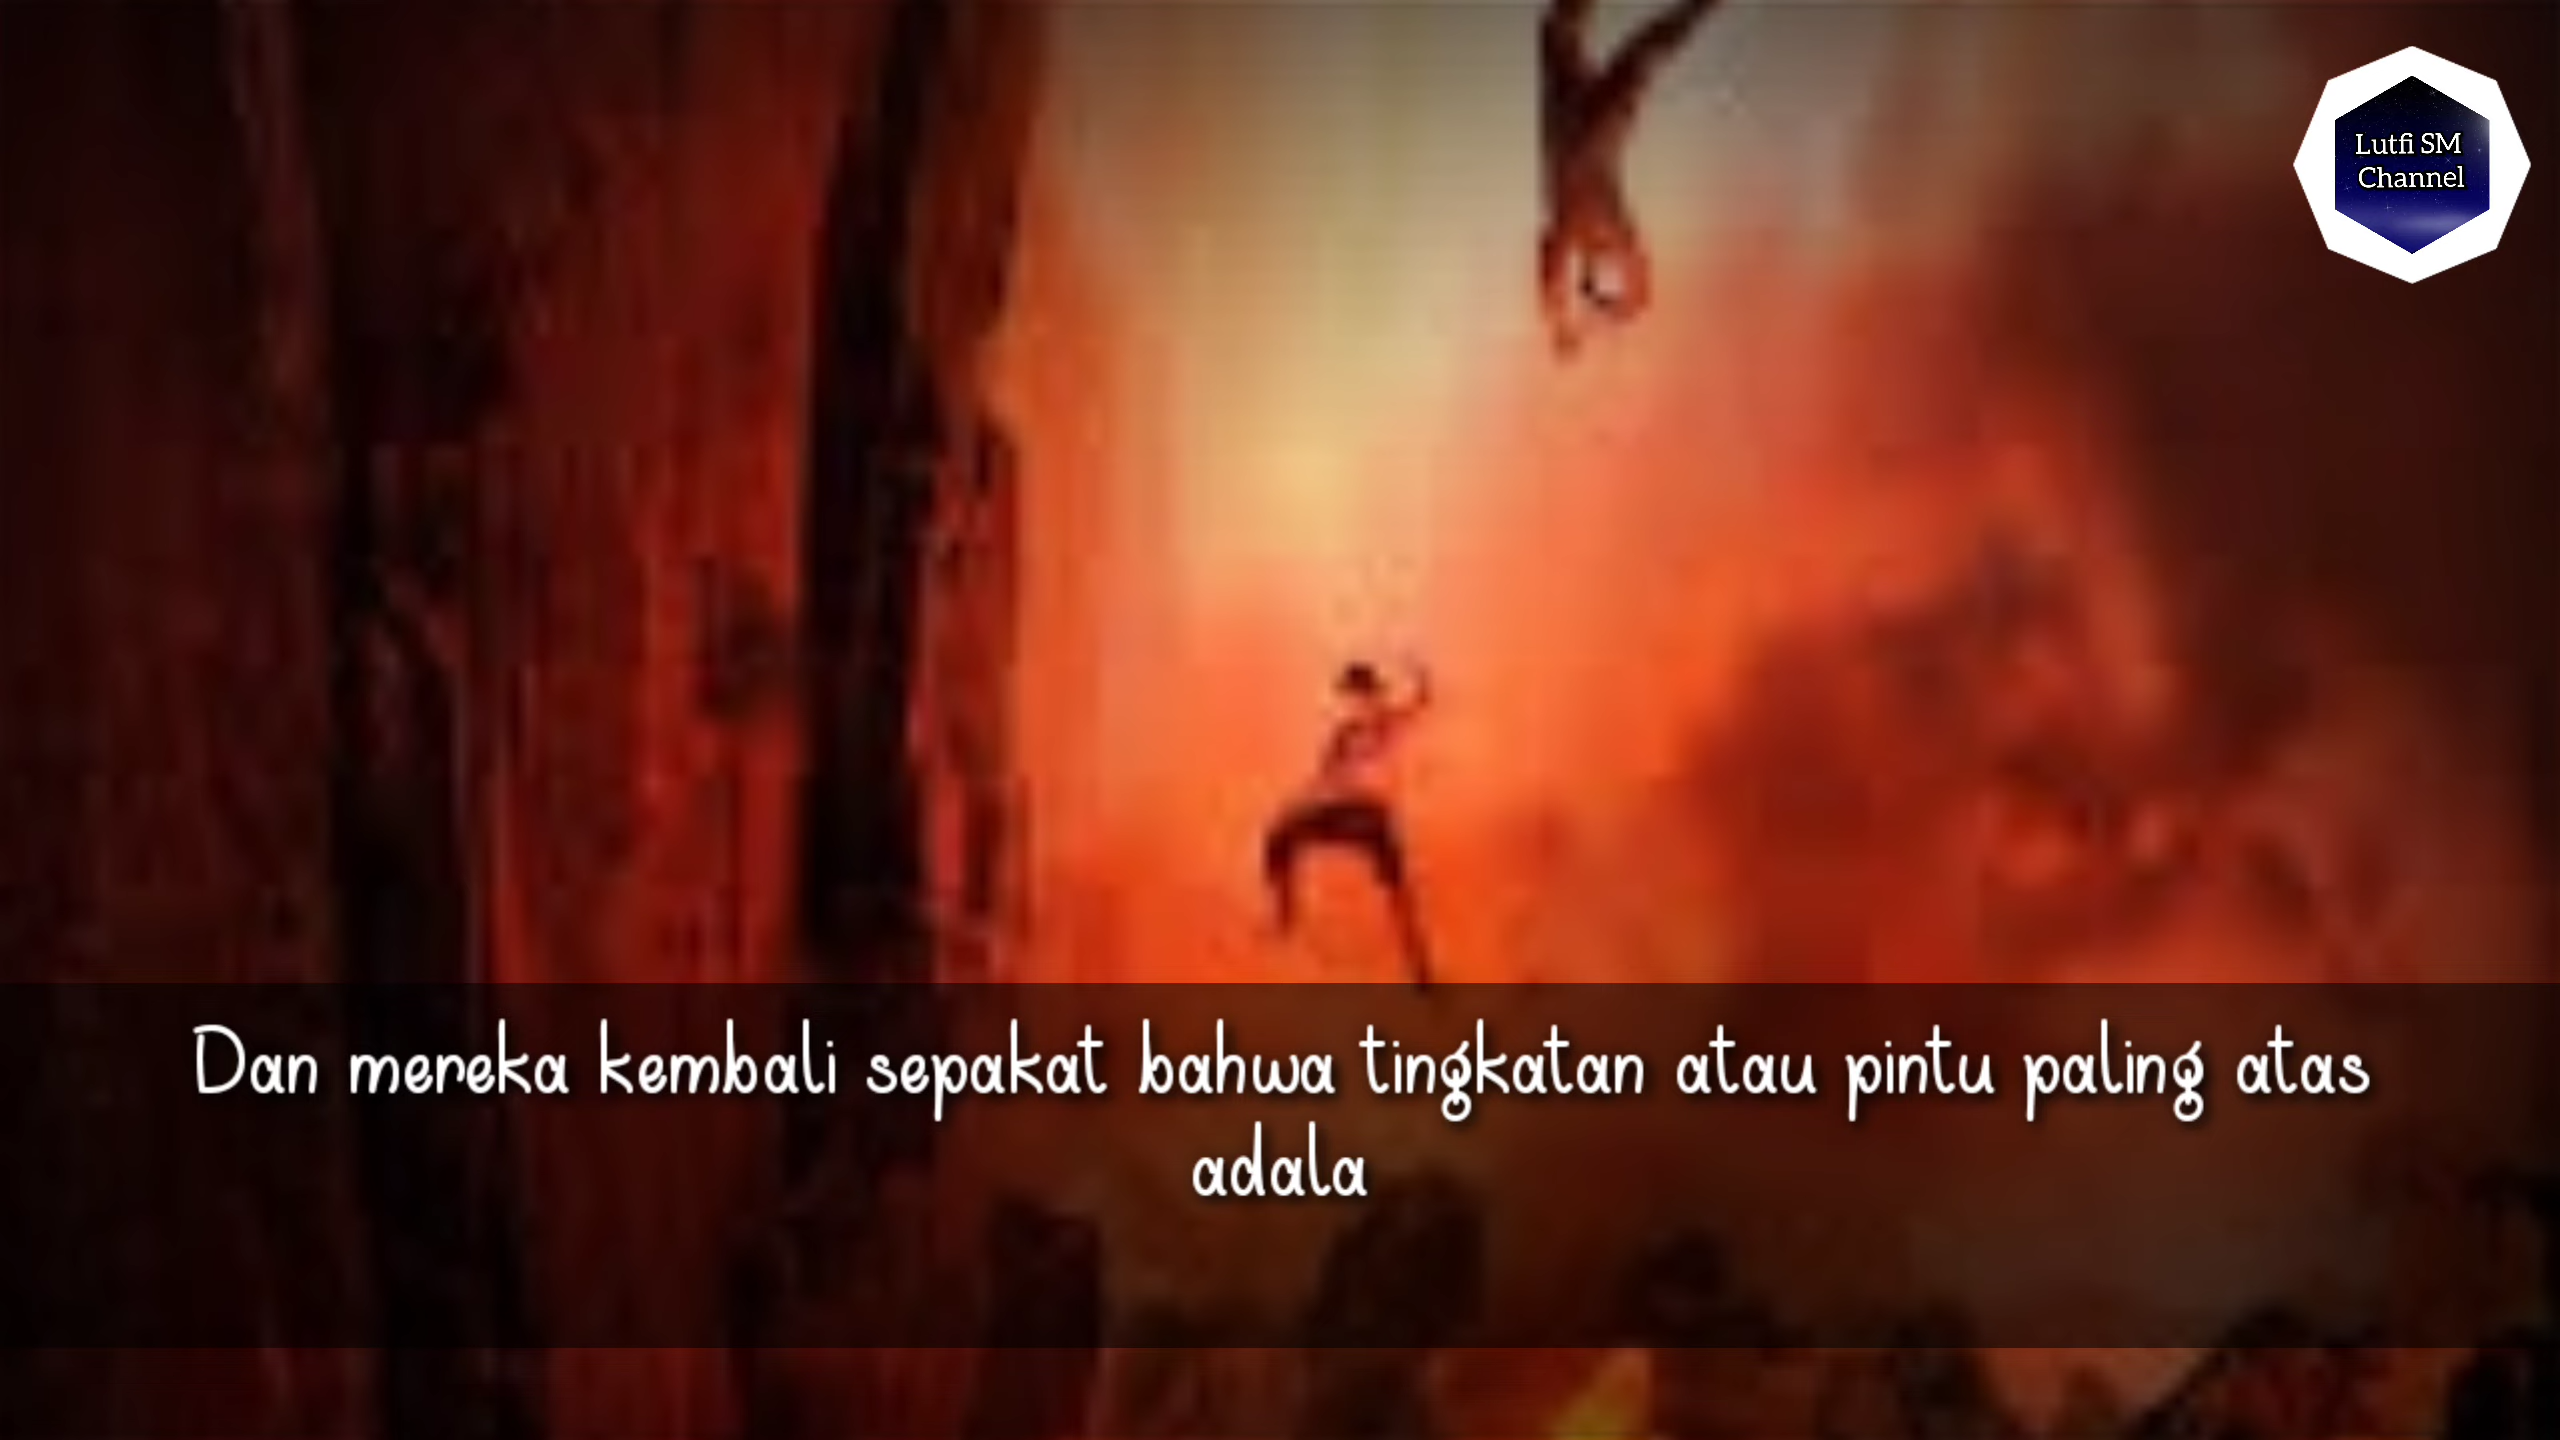 Lutfi SM
Channel
Dan mereka kembali sepakat bahwa tingkatan atau pintu paling atas
adala